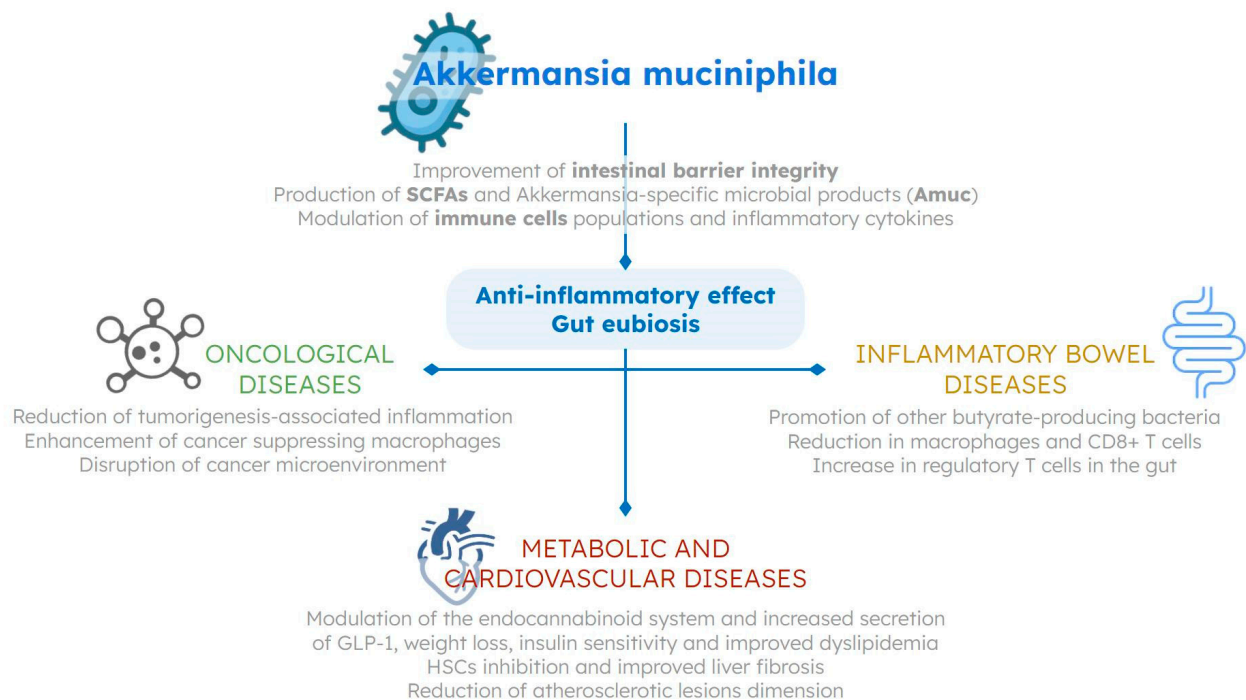 Akkermansia muciniphila
Improvement of intestinal barrier integrity
Production of SCFAs and Akkermansia-specific microbial products (Amuc)
Modulation of immune cells populations and inflammatory cytokines
Anti-inflammatory effect
Gut eubiosis
ONCOLOGICAL
DISEASES
Reduction of tumorigenesis-associated inflammation
Enhancement of cancer suppressing macrophages
Disruption of cancer microenvironment
INFLAMMATORY BOWEL
DISEASES
Promotion of other butyrate-producing bacteria
Reduction in macrophages and CD8+ T cells
Increase in regulatory T cells in the gut
METABOLIC AND
CARDIOVASCULAR DISEASES
Modulation of the endocannabinoid system and increased secretion
of GLP-1, weight loss, insulin sensitivity and improved dyslipidemia
HSCs inhibition and improved liver fibrosis
Reduction of atherosclerotic lesions dimension